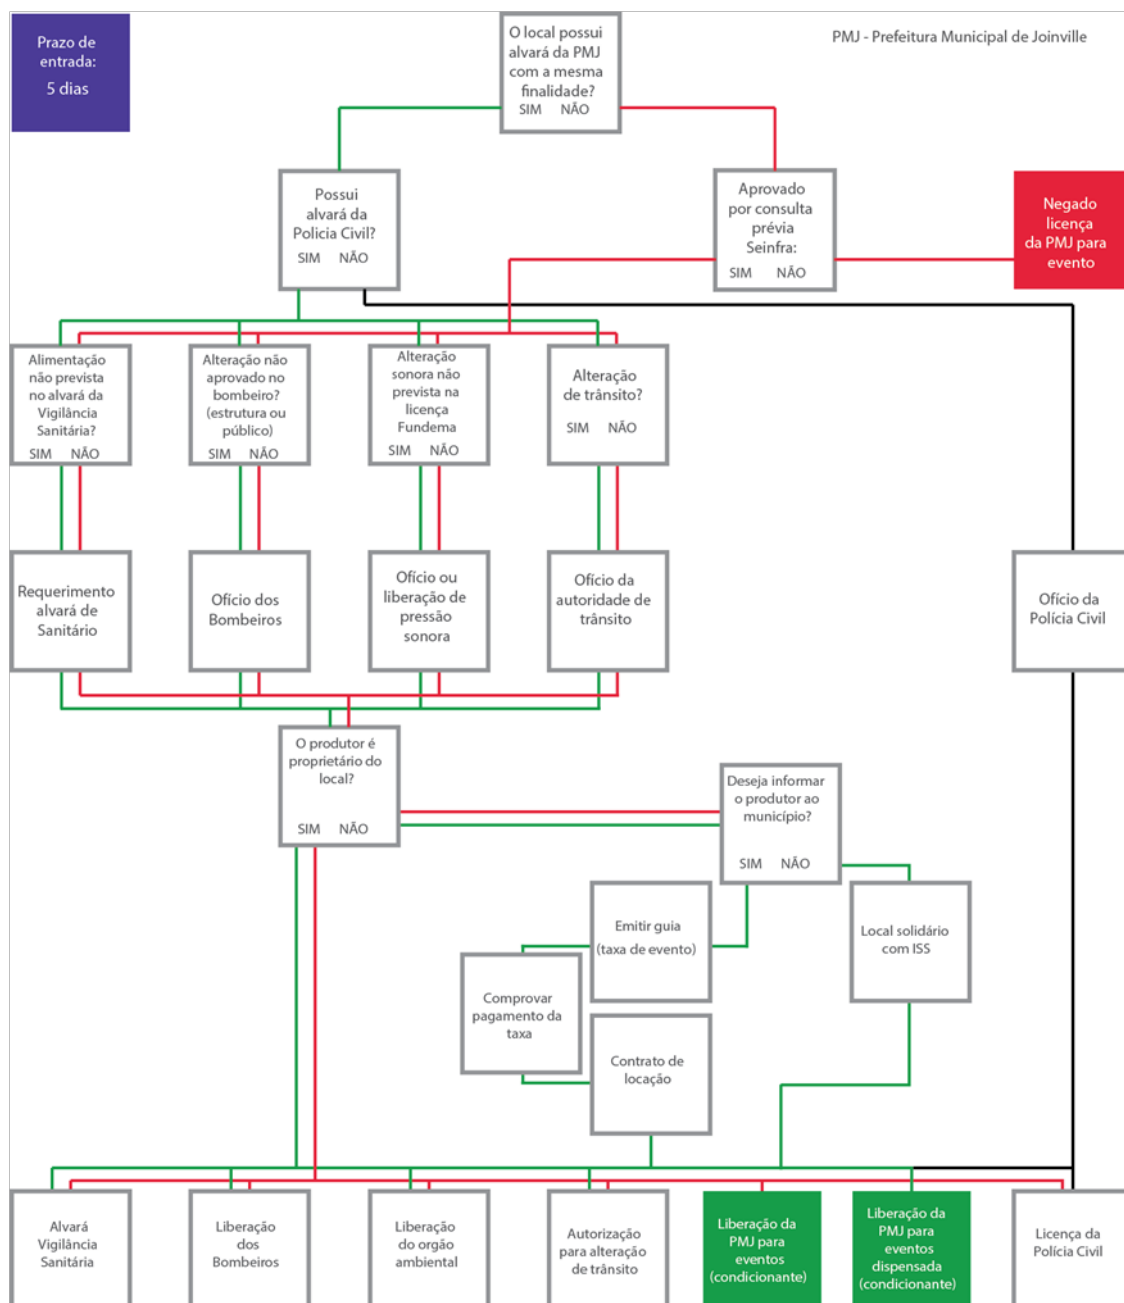 Prazo de
entrada:
5 dias
O local possui
alvará da PMJ
com a mesma
finalidade?
SIM NÃO
PMJ - Prefeitura Municipal de Joinville
Possui
alvará da
Policia Civil?
SIM NÃO
Aprovado
por consulta
prévia
Seinfra:
SIM NÃO
Negado
licença
da PMJ para
evento
Alimentação
não prevista
no alvará da
Vigilância
Sanitária?
SIM NÃO
Alteração não
aprovado no
bombeiro?
(estrutura ou
público)
SIM NÃO
Alteração
sonora não
prevista na
licença
Fundema
SIM NÃO
Alteração
de trânsito?
SIM NÃO
Requerimento
alvará de
Sanitário
Ofício dos
Bombeiros
Ofício ou
liberação de
pressão
sonora
Ofício da
autoridade de
trânsito
Ofício da
Polícia Civil
O produtor é
proprietário do
local?
SIM NÃO
Deseja informar
o produtor ao
município?
SIM NÃO
Emitir guia
(taxa de evento)
Local solidário
com ISS
Comprovar
pagamento da
taxa
Contrato de
locação
Alvará
Vigilância
Sanitária
Liberação
dos
Bombeiros
Liberação
do orgão
ambiental
Autorização
para alteração
de trânsito
Liberação da
PMJ para
eventos
(condicionante)
Liberação da
PMJ para
eventos
dispensada
(condicionante)
Licença da
Polícia Civil